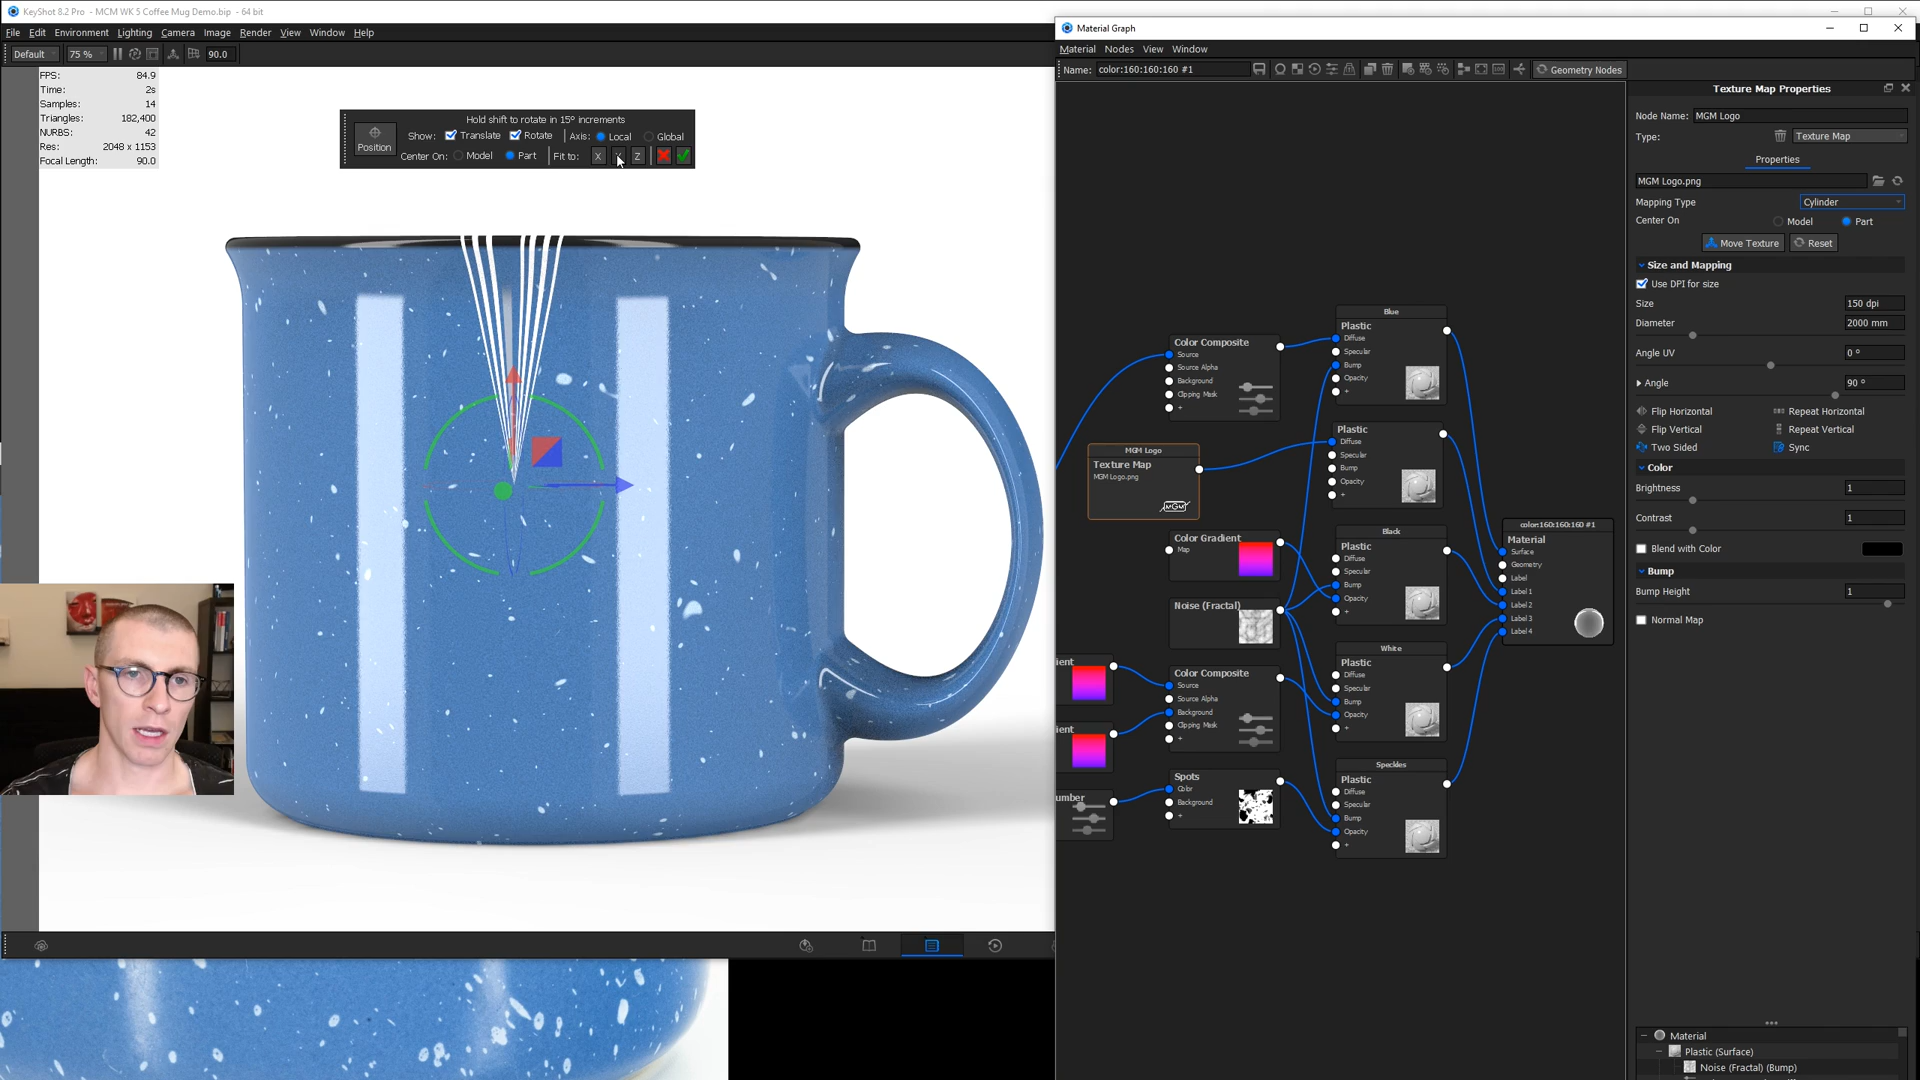 KeyShot 8.2 Pro - MCM WK 5 Coffee Mug Demo.bip - 64 bit
File Edit Environment Lighting Camera Image Render View Window Help
Default 75 % 90.0
FPS: 84.9
Time: 2s
Samples: 14
Triangles: 182,400
NURBS: 42
Res: 2048 x 1153
Focal Length: 90.0
Hold shift to rotate in 15º increments
Position Show: Translate Rotate Axis: Local Global
Center On: Model Part Fit to: X Z
Material Graph
Material Nodes View Window
Name: color:160:160:160 #1 Geometry Nodes
Blue
Plastic
Diffuse
Specular
Bump
Opacity
+
Color Composite
Source
Source Alpha
Background
Clipping Mask
+
Plastic
Diffuse
Specular
Bump
Opacity
+
MGM Logo
Texture Map
MGM Logo.png
MGM
Color Gradient
Map
Black
Plastic
Diffuse
Specular
Bump
Opacity
+
color:160:160:160 #1
Material
Surface
Geometry
Label
Label 1
Label 2
Label 3
Label 4
Noise (Fractal)
White
Plastic
Diffuse
Specular
Bump
Opacity
+
ient
Color Composite
Source
Source Alpha
Background
Clipping Mask
+
ient
Speckles
Plastic
Diffuse
Specular
Bump
Opacity
+
Spots
Color
Background
+
umber
Texture Map Properties
Node Name: MGM Logo
Type: Texture Map
Properties
MGM Logo.png
Mapping Type Cylinder
Center On Model Part
Move Texture Reset
Size and Mapping
Use DPI for size
Size 150 dpi
Diameter 2000 mm
Angle UV 0 º
Angle 90 º
Flip Horizontal Repeat Horizontal
Flip Vertical Repeat Vertical
Two Sided Sync
Color
Brightness 1
Contrast 1
Blend with Color
Bump
Bump Height 1
Normal Map
Material
Plastic (Surface)
Noise (Fractal) (Bump)